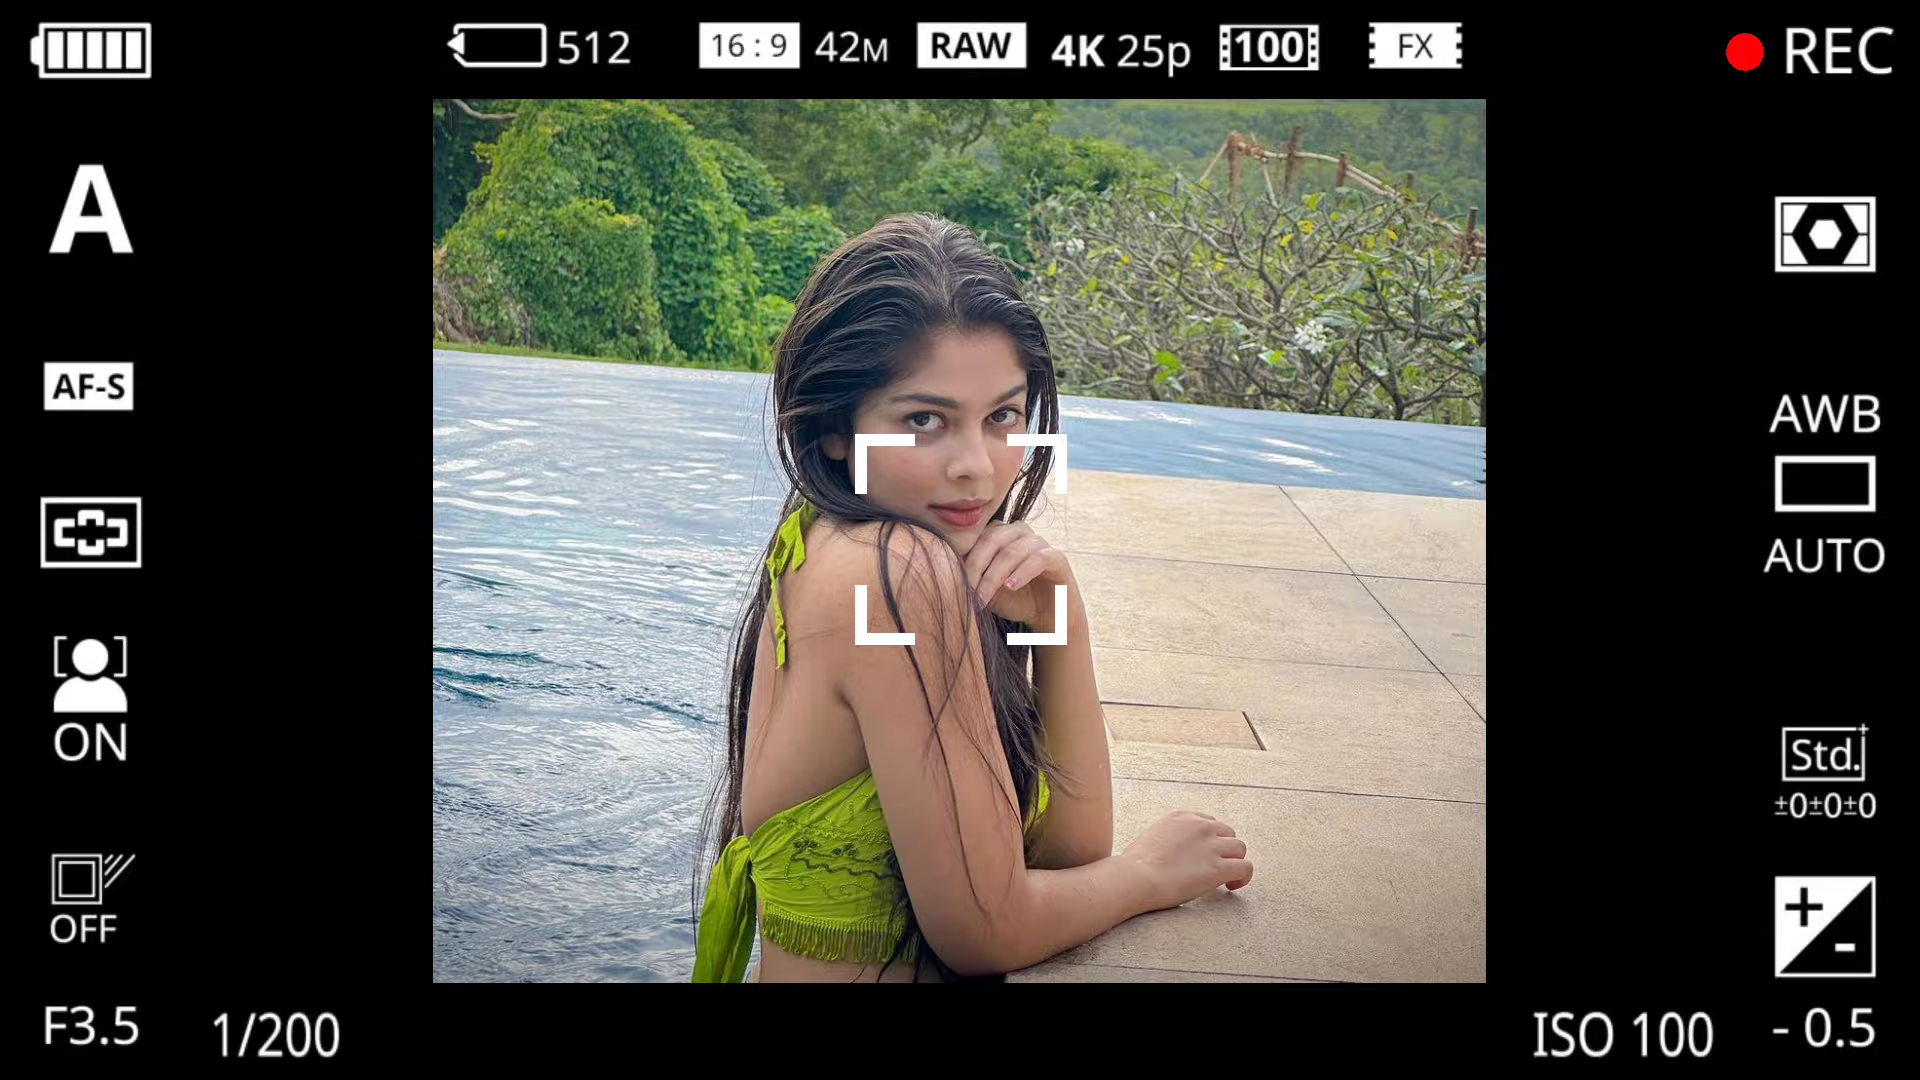 512 16:9 42M RAW 4K 25p 100 FX REC
A
AF-S
AWB
AUTO
ON
Std.+
±0±0±0
OFF
+ -
F3.5 1/200 ISO 100 - 0.5